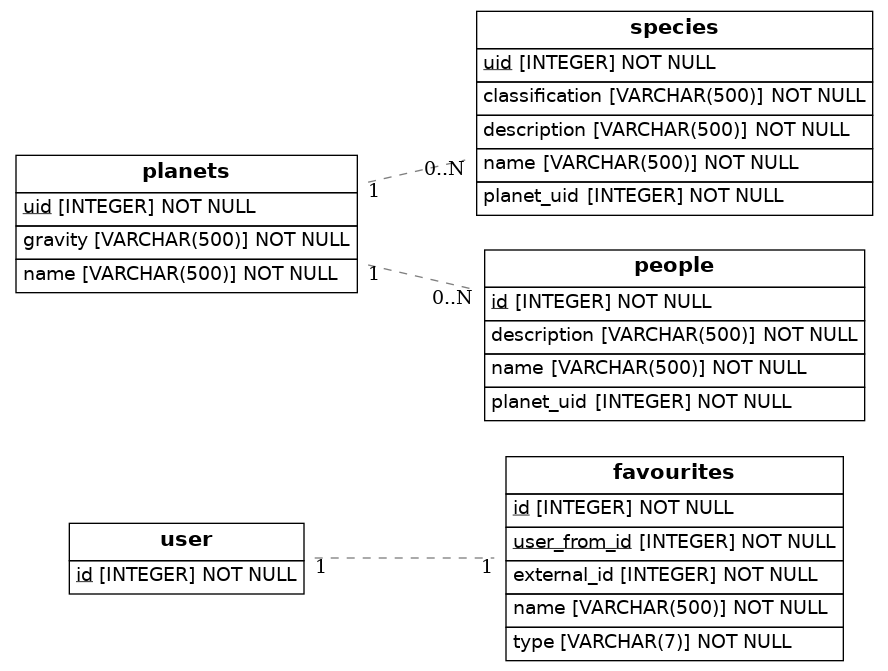 planets
uid [INTEGER] NOT NULL
gravity [VARCHAR(500)] NOT NULL
name [VARCHAR(500)] NOT NULL
1
0..N
1
0..N
species
uid [INTEGER] NOT NULL
classification [VARCHAR(500)] NOT NULL
description [VARCHAR(500)] NOT NULL
name [VARCHAR(500)] NOT NULL
planet_uid [INTEGER] NOT NULL
people
id [INTEGER] NOT NULL
description [VARCHAR(500)] NOT NULL
name [VARCHAR(500)] NOT NULL
planet_uid [INTEGER] NOT NULL
user
id [INTEGER] NOT NULL
1
1
favourites
id [INTEGER] NOT NULL
user_from_id [INTEGER] NOT NULL
external_id [INTEGER] NOT NULL
name [VARCHAR(500)] NOT NULL
type [VARCHAR(7)] NOT NULL